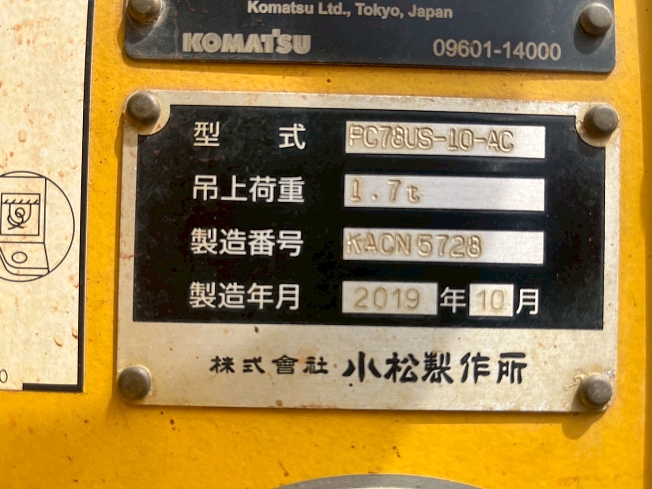 Komatsu Ltd., Tokyo, Japan
KOMATSU 09601-14000
型 式 PC78US-10-AC
吊上荷重 1.7t
製造番号 KACN5728
製造年月 2019 年 10 月
株式會社 小松製作所
0